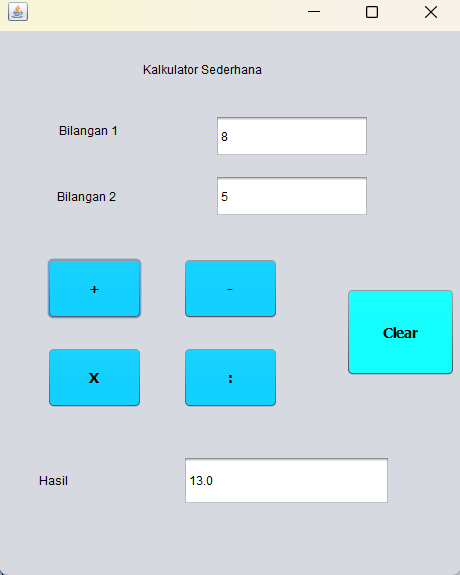 Kalkulator Sederhana
Bilangan 1
8
Bilangan 2
5
+ -
Clear
X :
Hasil
13.0